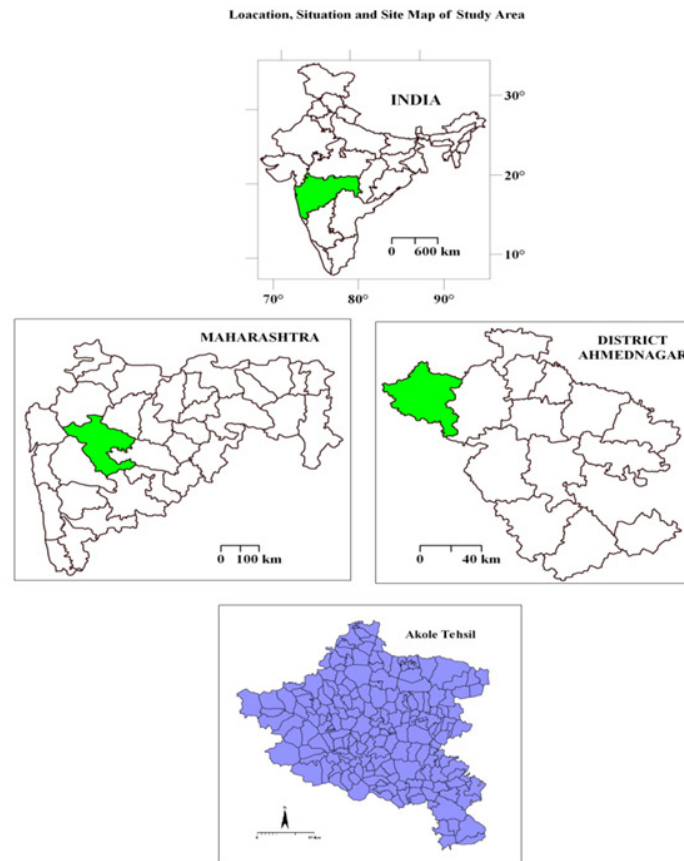 Loacation, Situation and Site Map of Study Area
INDIA
30°
20°
10°
0 600 km
70° 80° 90°
MAHARASHTRA
0 100 km
DISTRICT
AHMEDNAGAR
0 40 km
Akole Tehsil